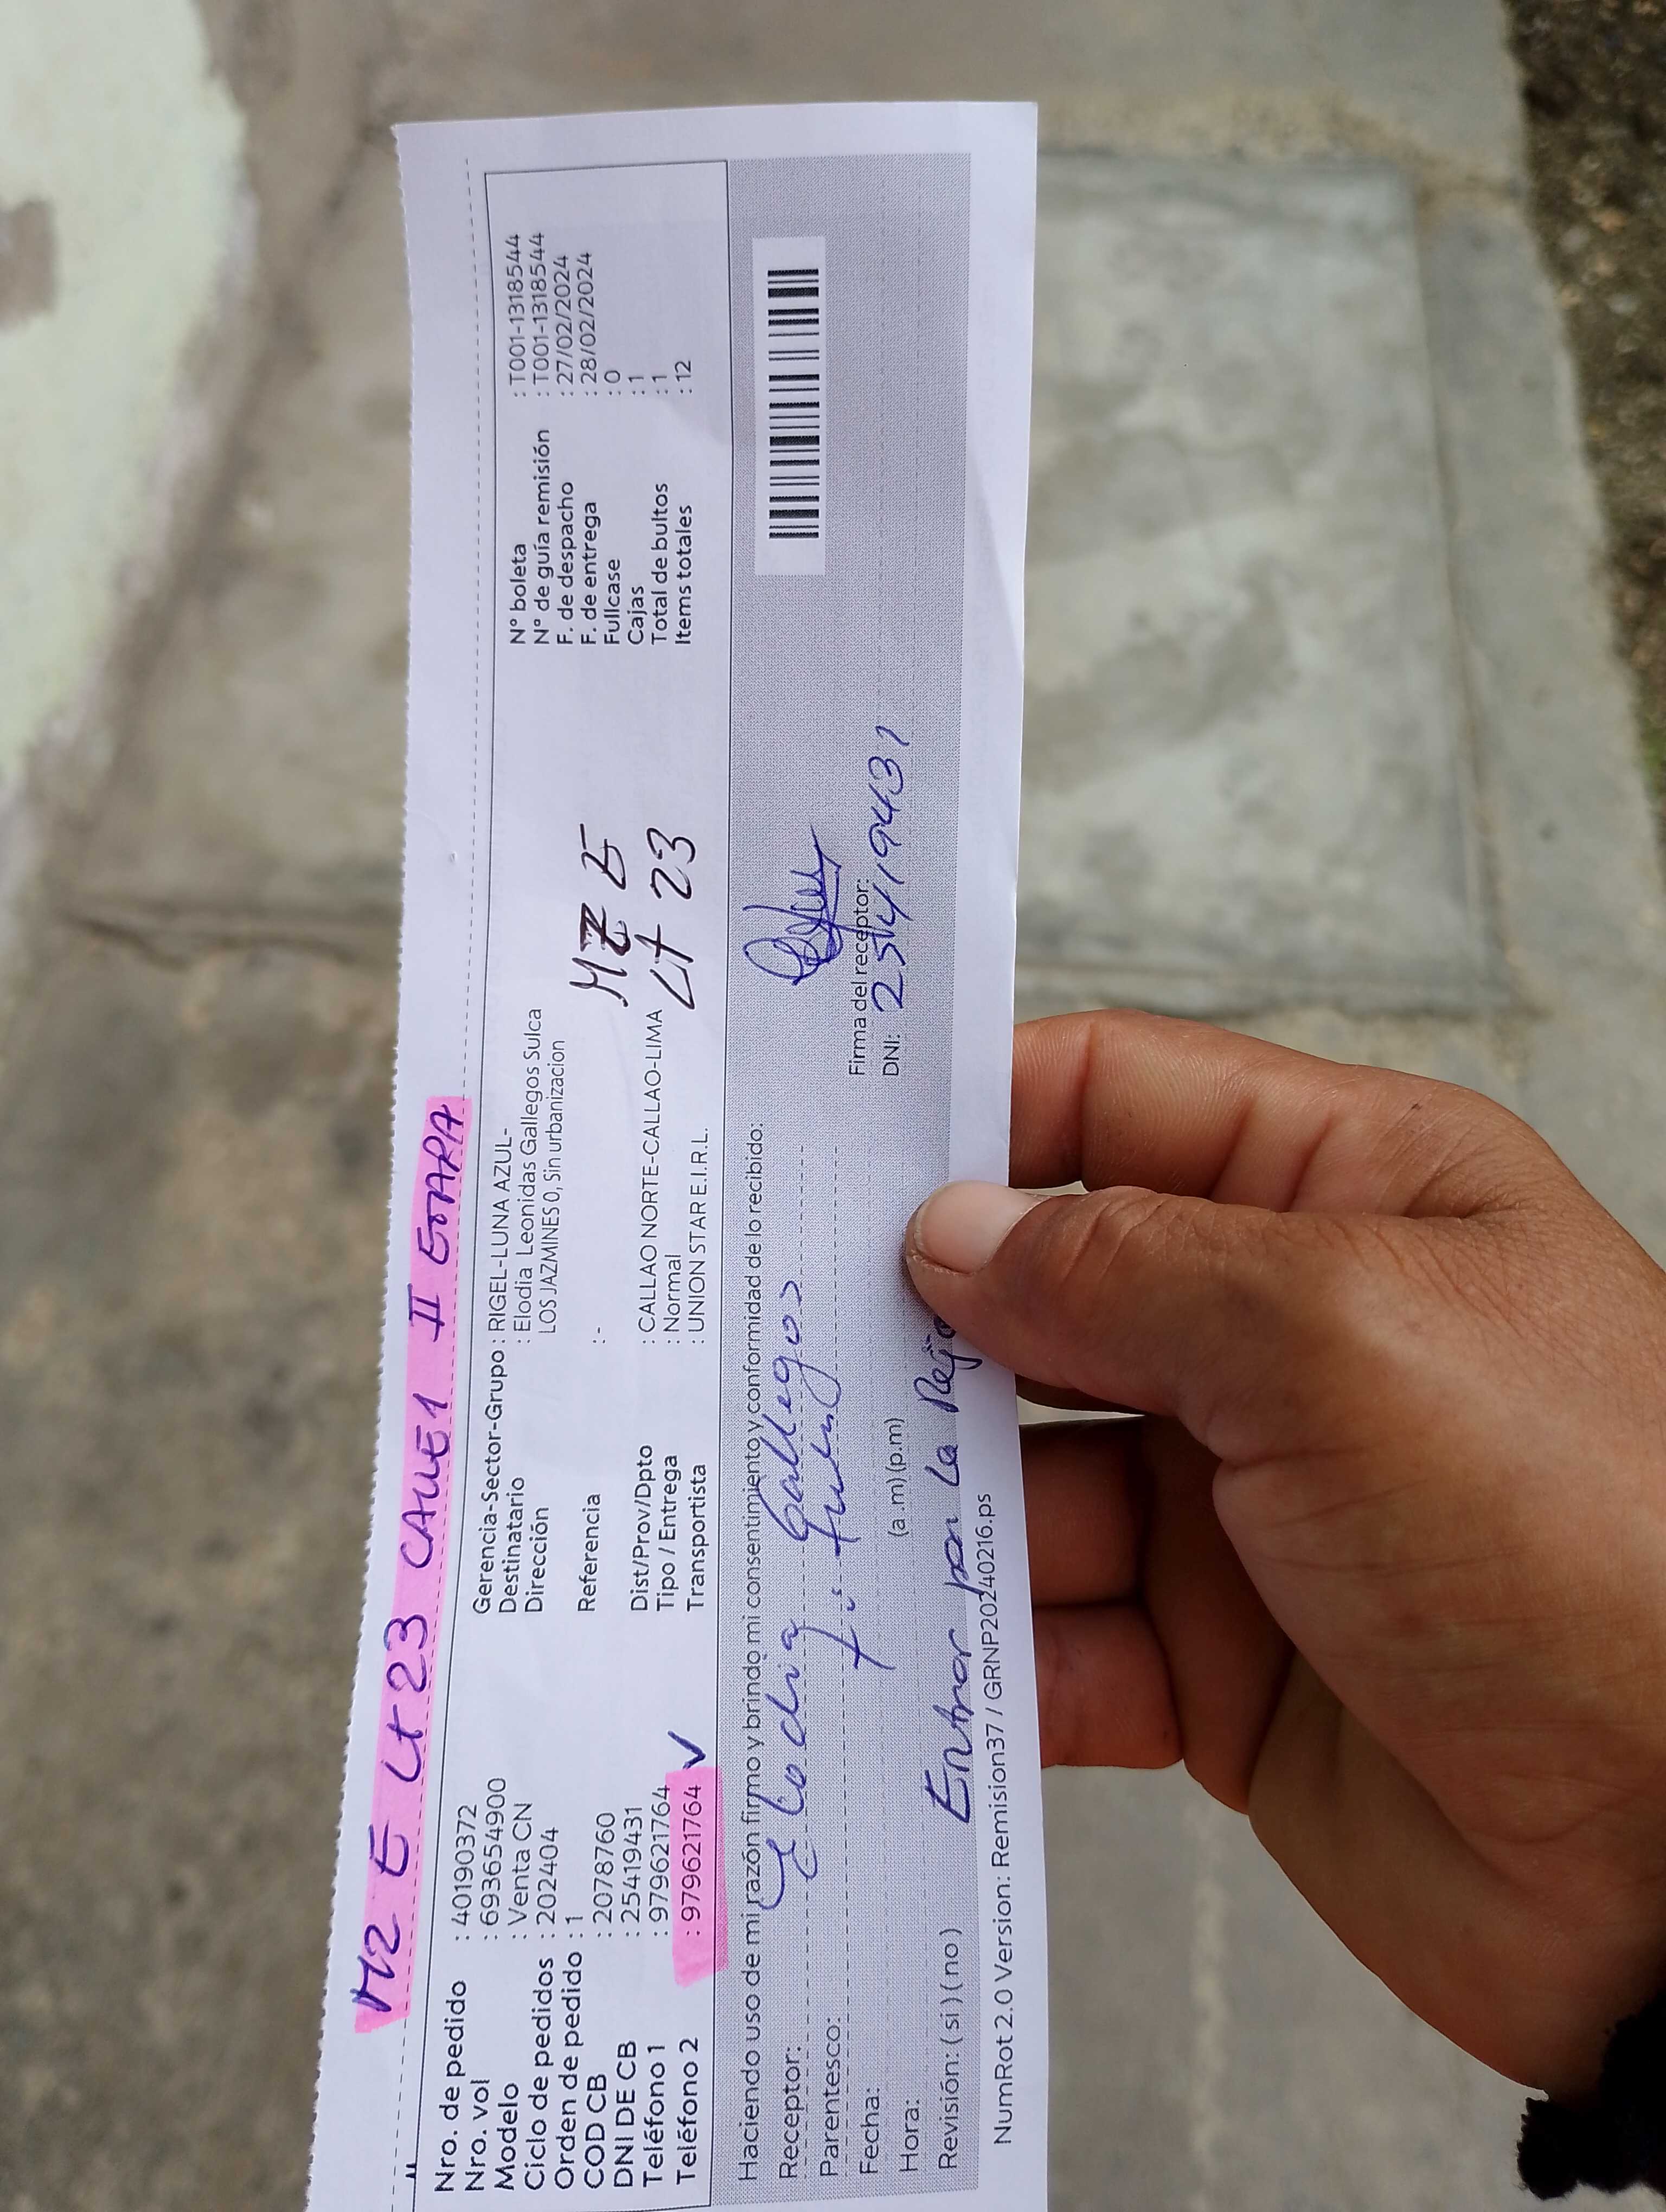 MZ E Lt 23 CALLE 1 II ETAPA
Nro. de pedido : 40190372
Nro. vol : 693654900
Modelo : Venta CN
Ciclo de pedidos : 202404
Orden de pedido : 1
COD CB : 2078760
DNI DE CB : 25419431
Teléfono 1 : 979621764
Teléfono 2 : 979621764 ✓
Gerencia-Sector-Grupo : RIGEL-LUNA AZUL-
Destinatario : Elodia Leonidas Gallegos Sulca
Dirección LOS JAZMINES 0, Sin urbanizacion
Referencia : -
Dist/Prov/Dpto : CALLAO NORTE-CALLAO-LIMA
Tipo / Entrega : Normal
Transportista : UNION STAR E.I.R.L.
MZ E
Lt 23
N° boleta : T001-1318544
N° de guía remisión : T001-1318544
F. de despacho : 27/02/2024
F. de entrega : 28/02/2024
Fullcase : 0
Cajas : 1
Total de bultos : 1
Items totales : 12
Haciendo uso de mi razón firmo y brindo mi consentimiento y conformidad de lo recibido:
Receptor: Elodia Gallegos
Parentesco:
Fecha:
Hora: (a.m) (p.m)
Revisión: ( si ) ( no ) Entrar por la
Firma del receptor:
DNI: 25419431
NumRot 2.0 Version: Remision37 / GRNP20240216.ps